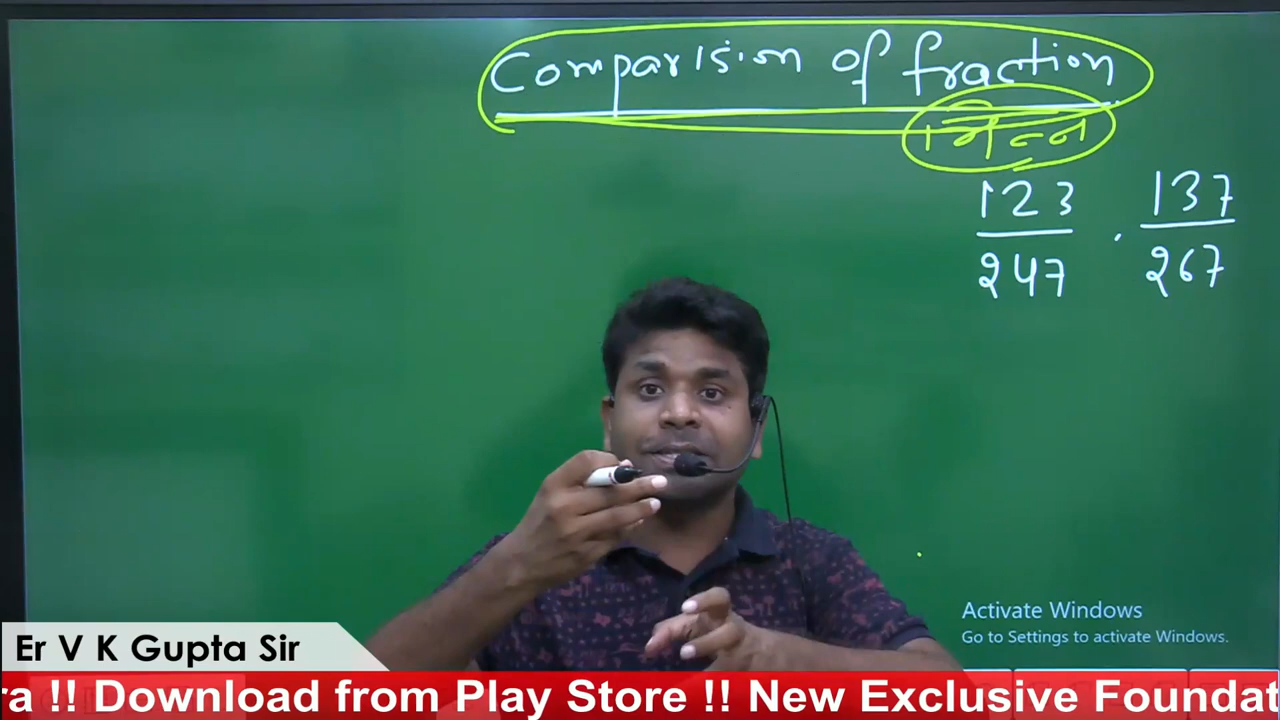 Comparision of fraction
भिन्न
123/247 . 137/267
Activate Windows
Go to Settings to activate Windows.
Er V K Gupta Sir
ra !! Download from Play Store !! New Exclusive Foundat